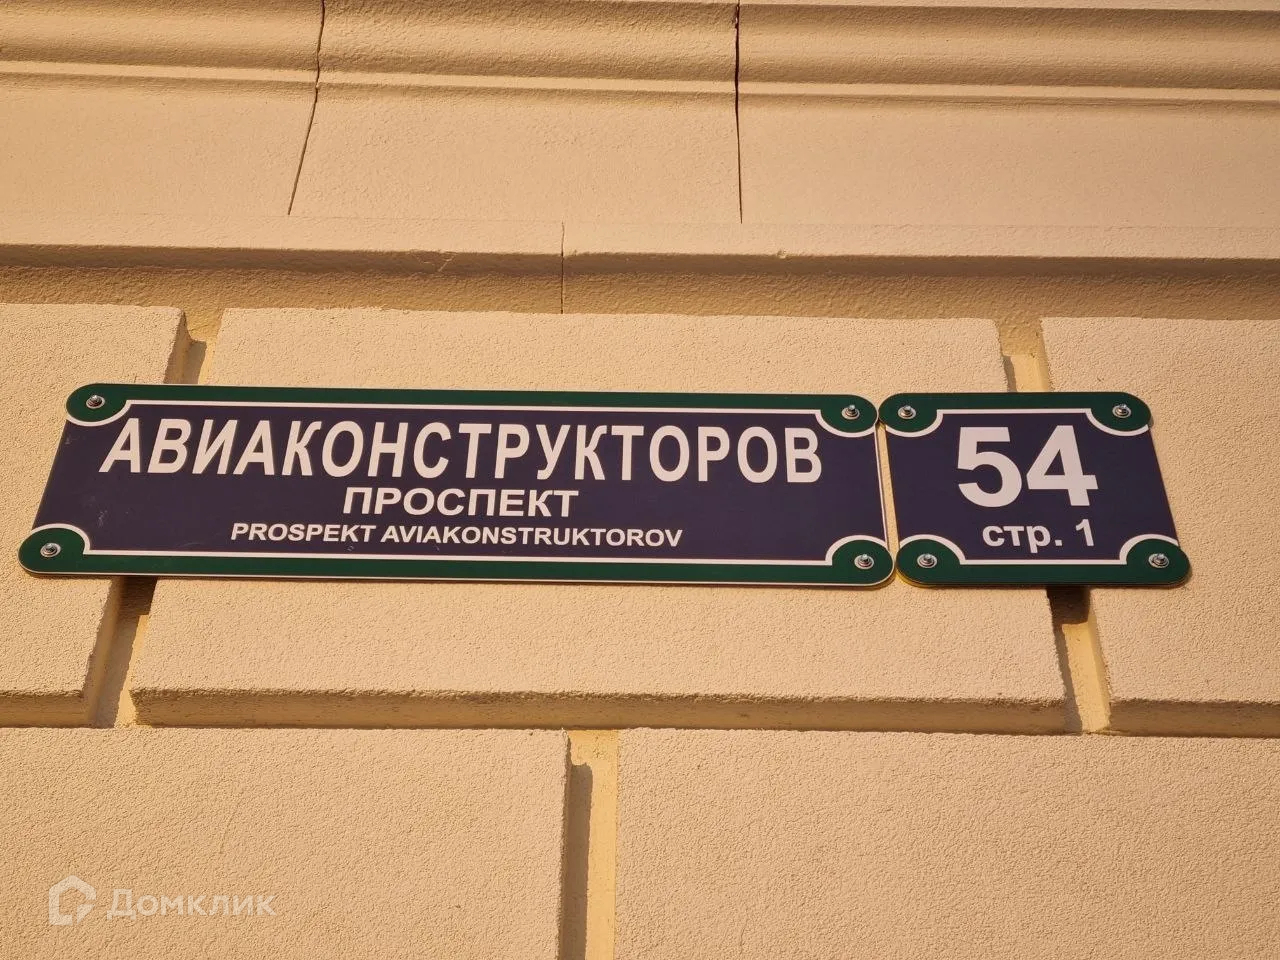 АВИАКОНСТРУКТОРОВ
ПРОСПЕКТ
PROSPEKT AVIAKONSTRUKTOROV
54
стр. 1
Домклик